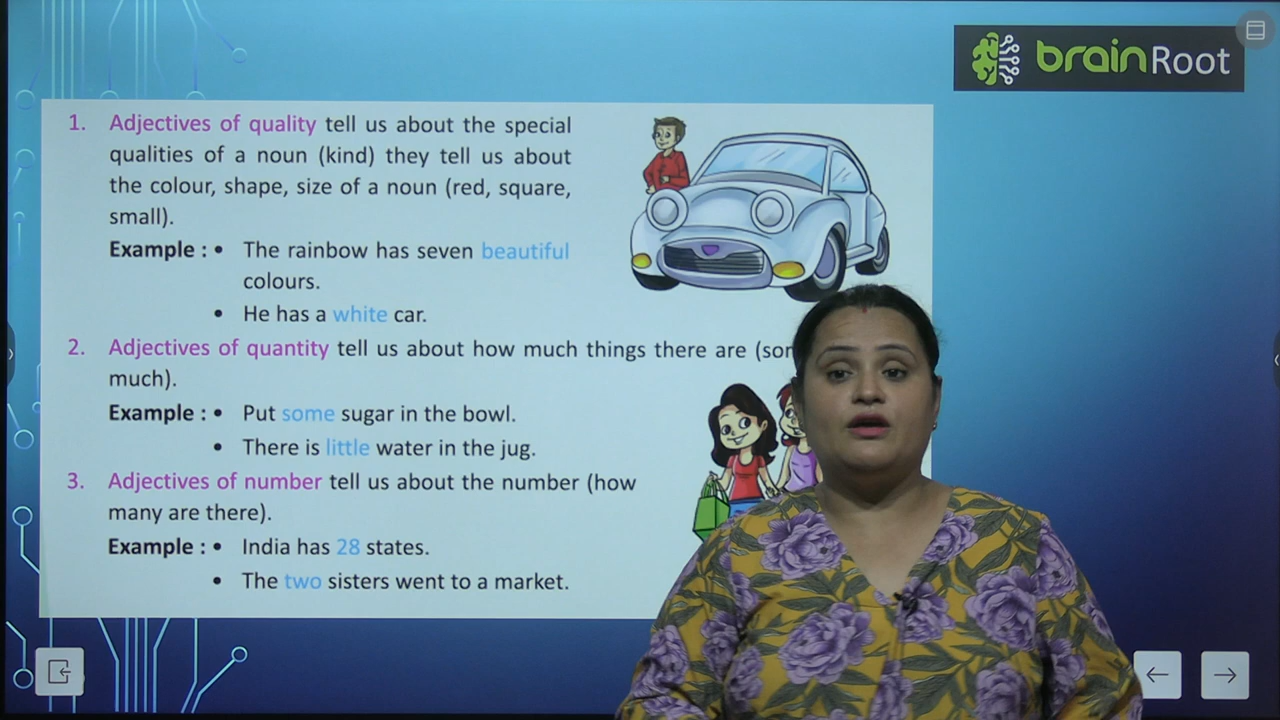 brainRoot
1. Adjectives of quality tell us about the special
qualities of a noun (kind) they tell us about
the colour, shape, size of a noun (red, square,
small).
Example : • The rainbow has seven beautiful
colours.
• He has a white car.
2. Adjectives of quantity tell us about how much things there are
much).
Example : • Put some sugar in the bowl.
• There is little water in the jug.
3. Adjectives of number tell us about the number (how
many are there).
Example : • India has 28 states.
• The two sisters went to a market.